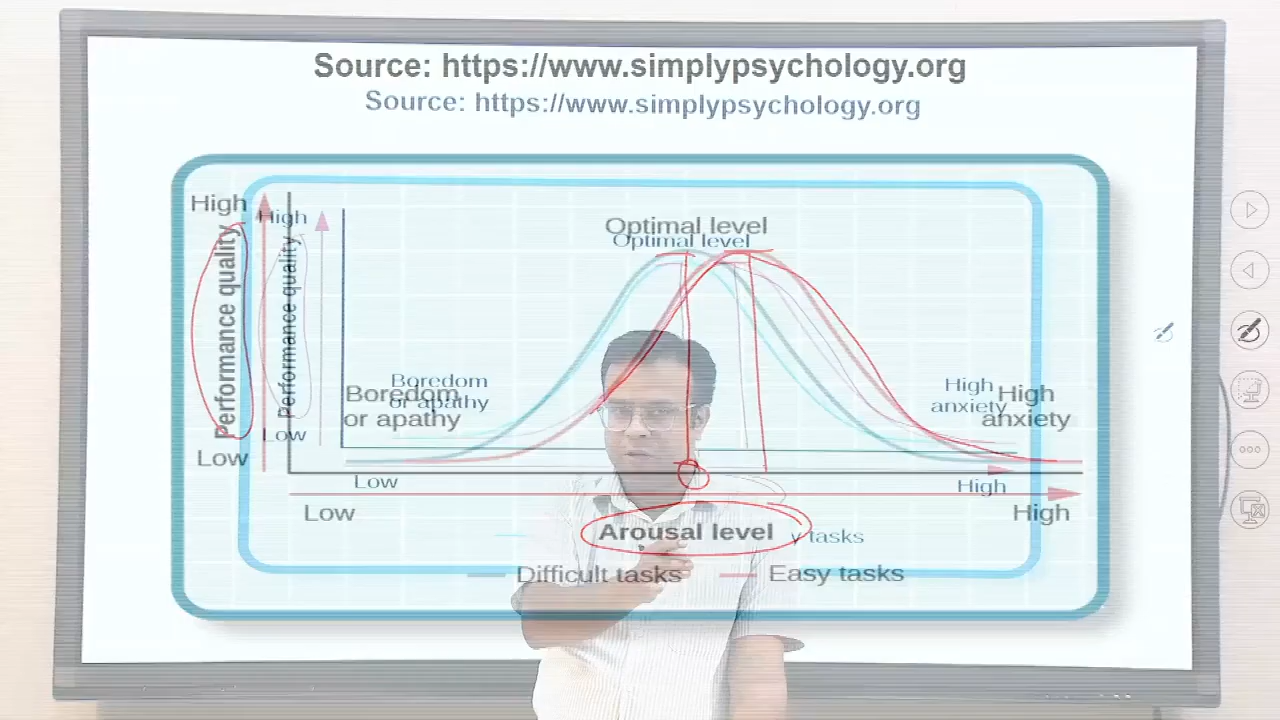 Source: https://www.simplypsychology.org
Source: https://www.simplypsychology.org
High
High
Optimal level
Optimal level
Performance quality
Performance quality
Boredom
or apathy
Boredom
or apathy
High
anxiety
High
anxiety
Low
Low
Low
High
Low
High
Arousal level
y tasks
Difficult tasks
Easy tasks